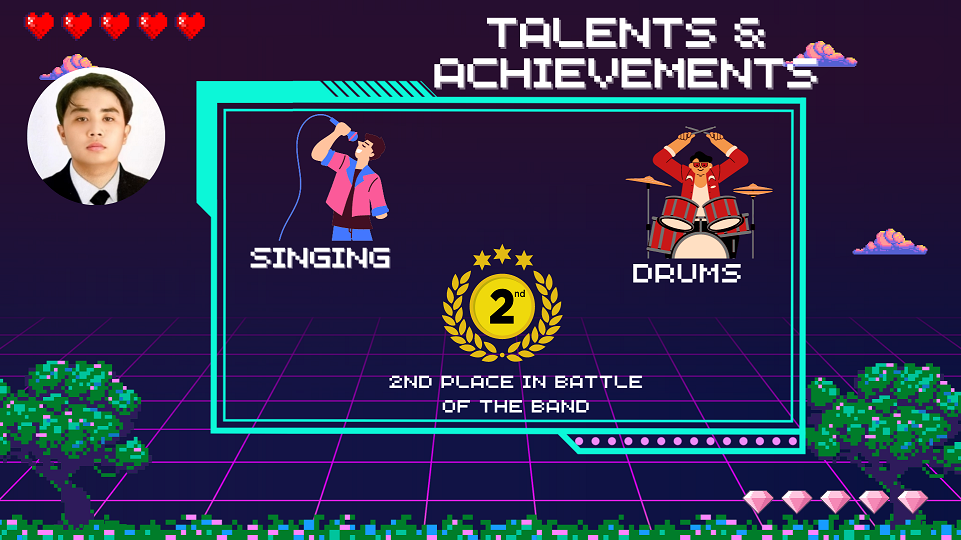 TALENTS &
ACHIEVEMENTS
SINGING
DRUMS
2nd
2ND PLACE IN BATTLE
OF THE BAND